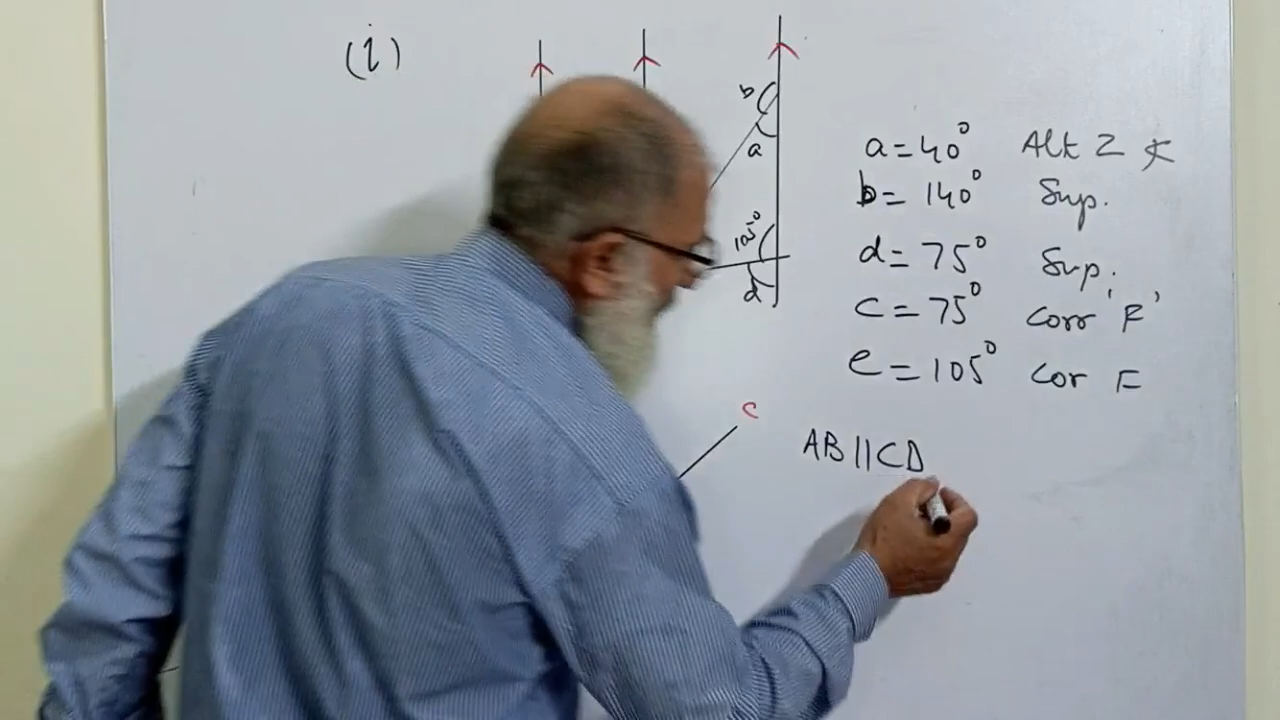 (i)
b
a
105°
d
a = 40° Alt Z
b = 140° Sup.
d = 75° Sup.
c = 75° Corr 'F'
e = 105° Cor F
C
AB || CD